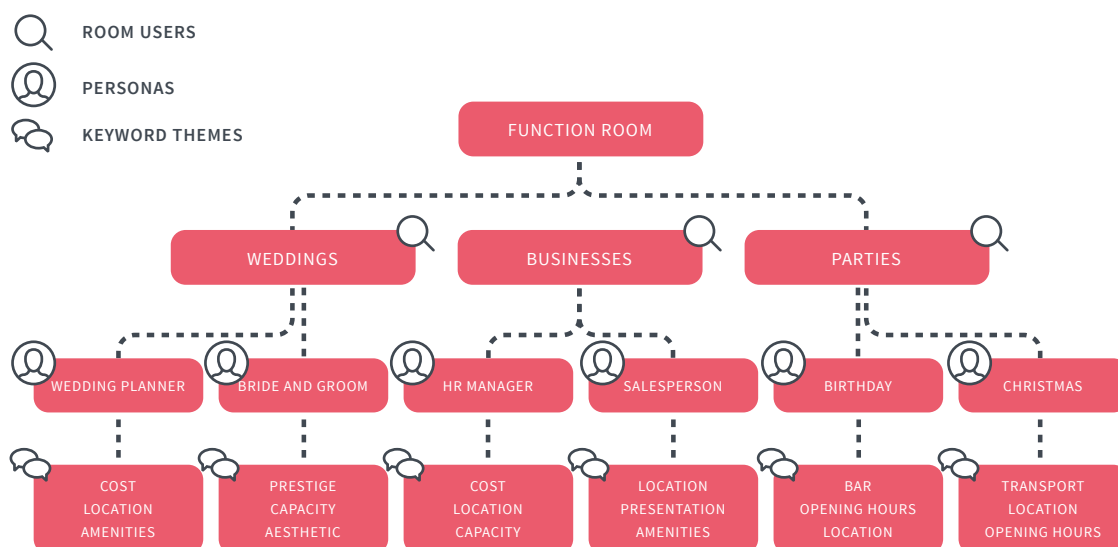 ROOM USERS
PERSONAS
KEYWORD THEMES
FUNCTION ROOM
WEDDINGS
BUSINESSES
PARTIES
WEDDING PLANNER
BRIDE AND GROOM
HR MANAGER
SALESPERSON
BIRTHDAY
CHRISTMAS
COST
LOCATION
AMENITIES
PRESTIGE
CAPACITY
AESTHETIC
COST
LOCATION
CAPACITY
LOCATION
PRESENTATION
AMENITIES
BAR
OPENING HOURS
LOCATION
TRANSPORT
LOCATION
OPENING HOURS